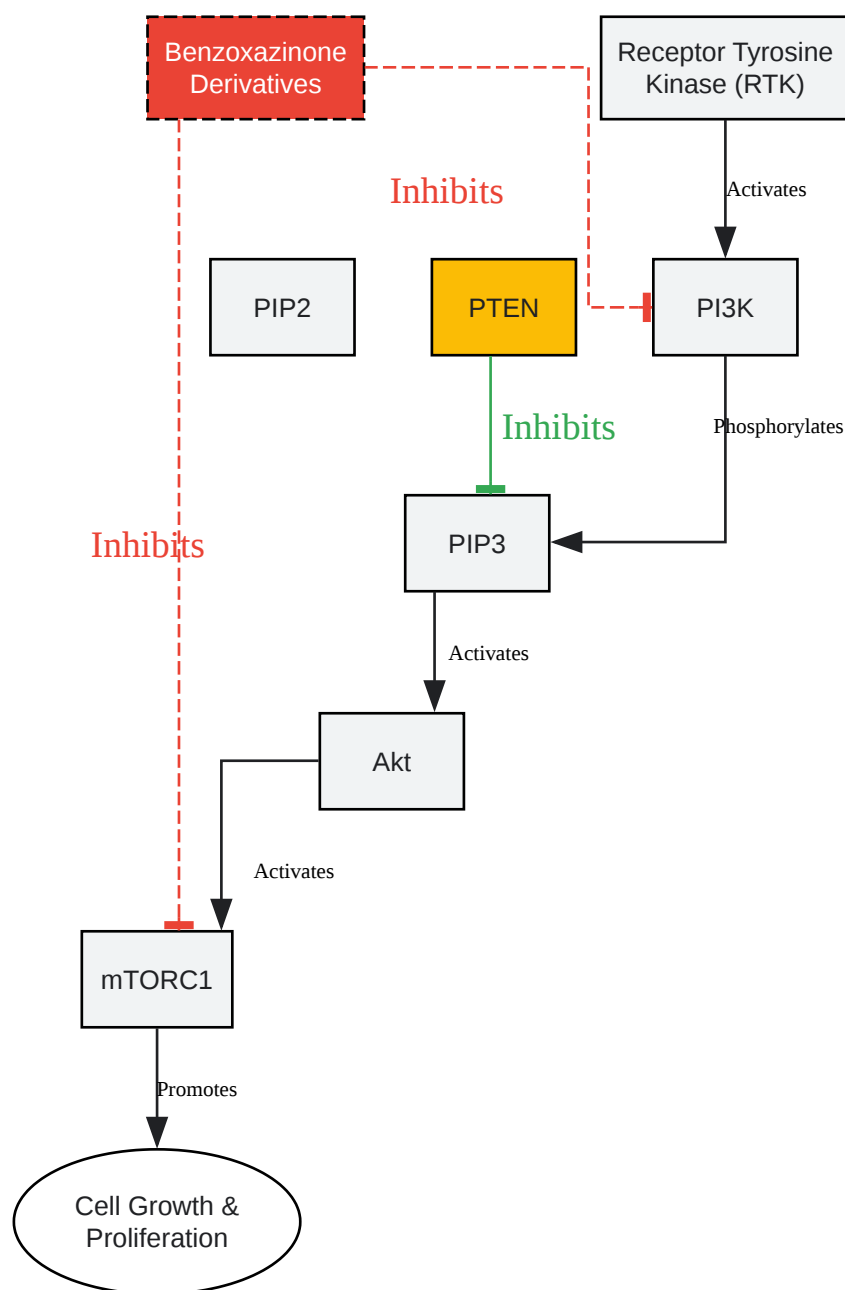 Benzoxazinone
Derivatives
Receptor Tyrosine
Kinase (RTK)
Inhibits
Activates
PIP2
PTEN
PI3K
Inhibits
Phosphorylates
Inhibits
PIP3
Activates
Akt
Activates
mTORC1
Promotes
Cell Growth &
Proliferation